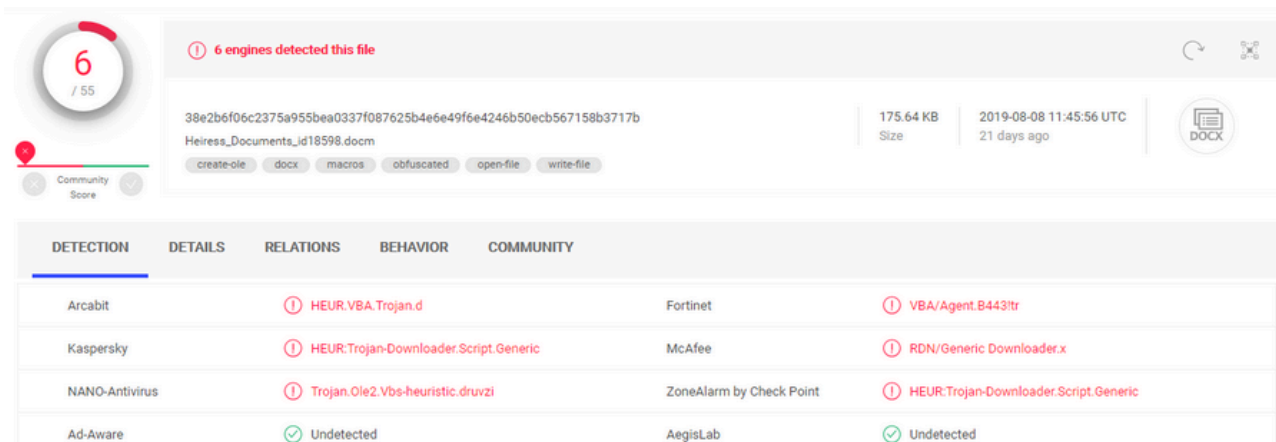 6
/ 55
Community
Score
6 engines detected this file
38e2b6f06c2375a955bea0337f087625b4e6e49f6e4246b50ecb567158b3717b
Heiress_Documents_id18598.docm
create-ole docx macros obfuscated open-file write-file
175.64 KB
Size
2019-08-08 11:45:56 UTC
21 days ago
DOCX
DETECTION DETAILS RELATIONS BEHAVIOR COMMUNITY
Arcabit HEUR.VBA.Trojan.d Fortinet VBA/Agent.B443!tr
Kaspersky HEUR:Trojan-Downloader.Script.Generic McAfee RDN/Generic Downloader.x
NANO-Antivirus Trojan.Ole2.Vbs-heuristic.druvzi ZoneAlarm by Check Point HEUR:Trojan-Downloader.Script.Generic
Ad-Aware Undetected AegisLab Undetected